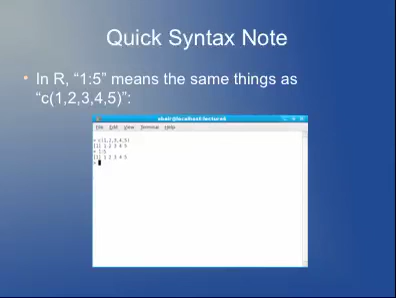 Quick Syntax Note
• In R, “1:5” means the same things as
“c(1,2,3,4,5)”:
File Edit View Terminal Help
> c(1,2,3,4,5)
[1] 1 2 3 4 5
> 1:5
[1] 1 2 3 4 5
>